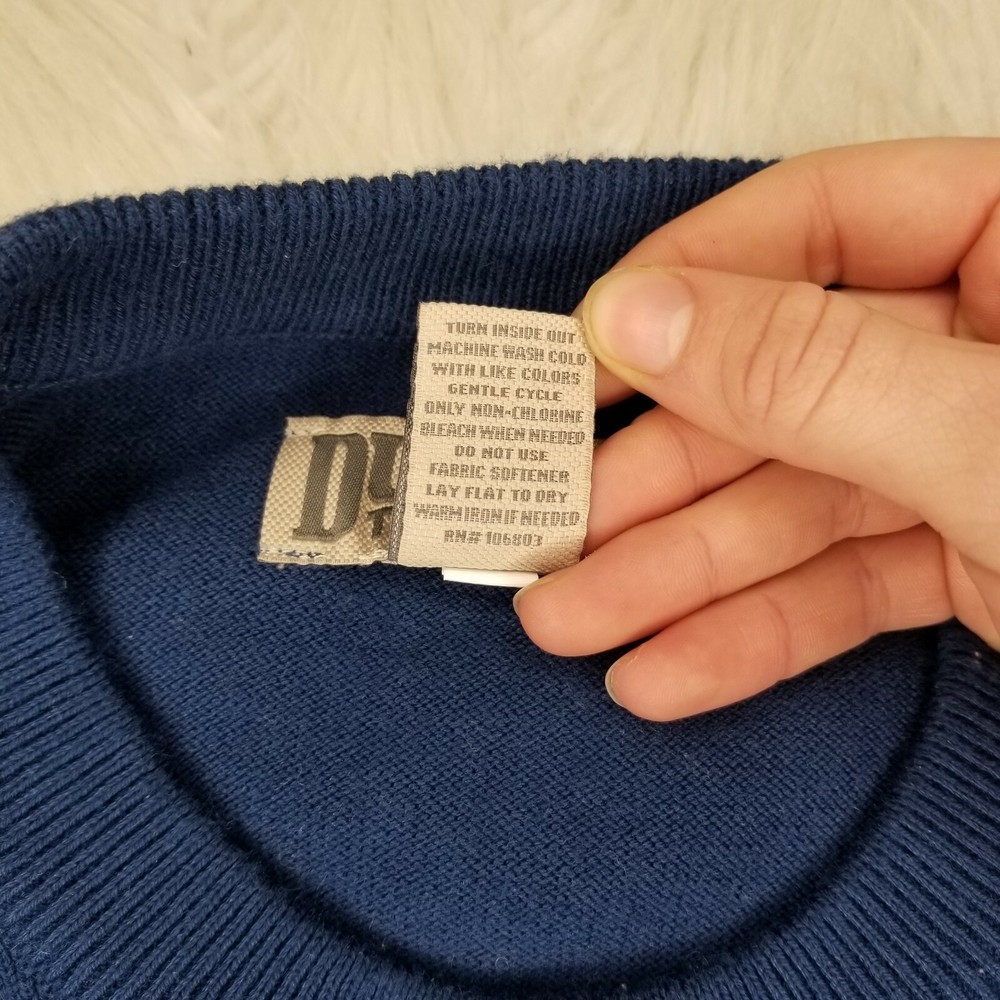 TURN INSIDE OUT
MACHINE WASH COLD
WITH LIKE COLORS
GENTLE CYCLE
ONLY NON-CHLORINE
BLEACH WHEN NEEDED
DO NOT USE
FABRIC SOFTENER
LAY FLAT TO DRY
WARM IRON IF NEEDED
RN# 106803